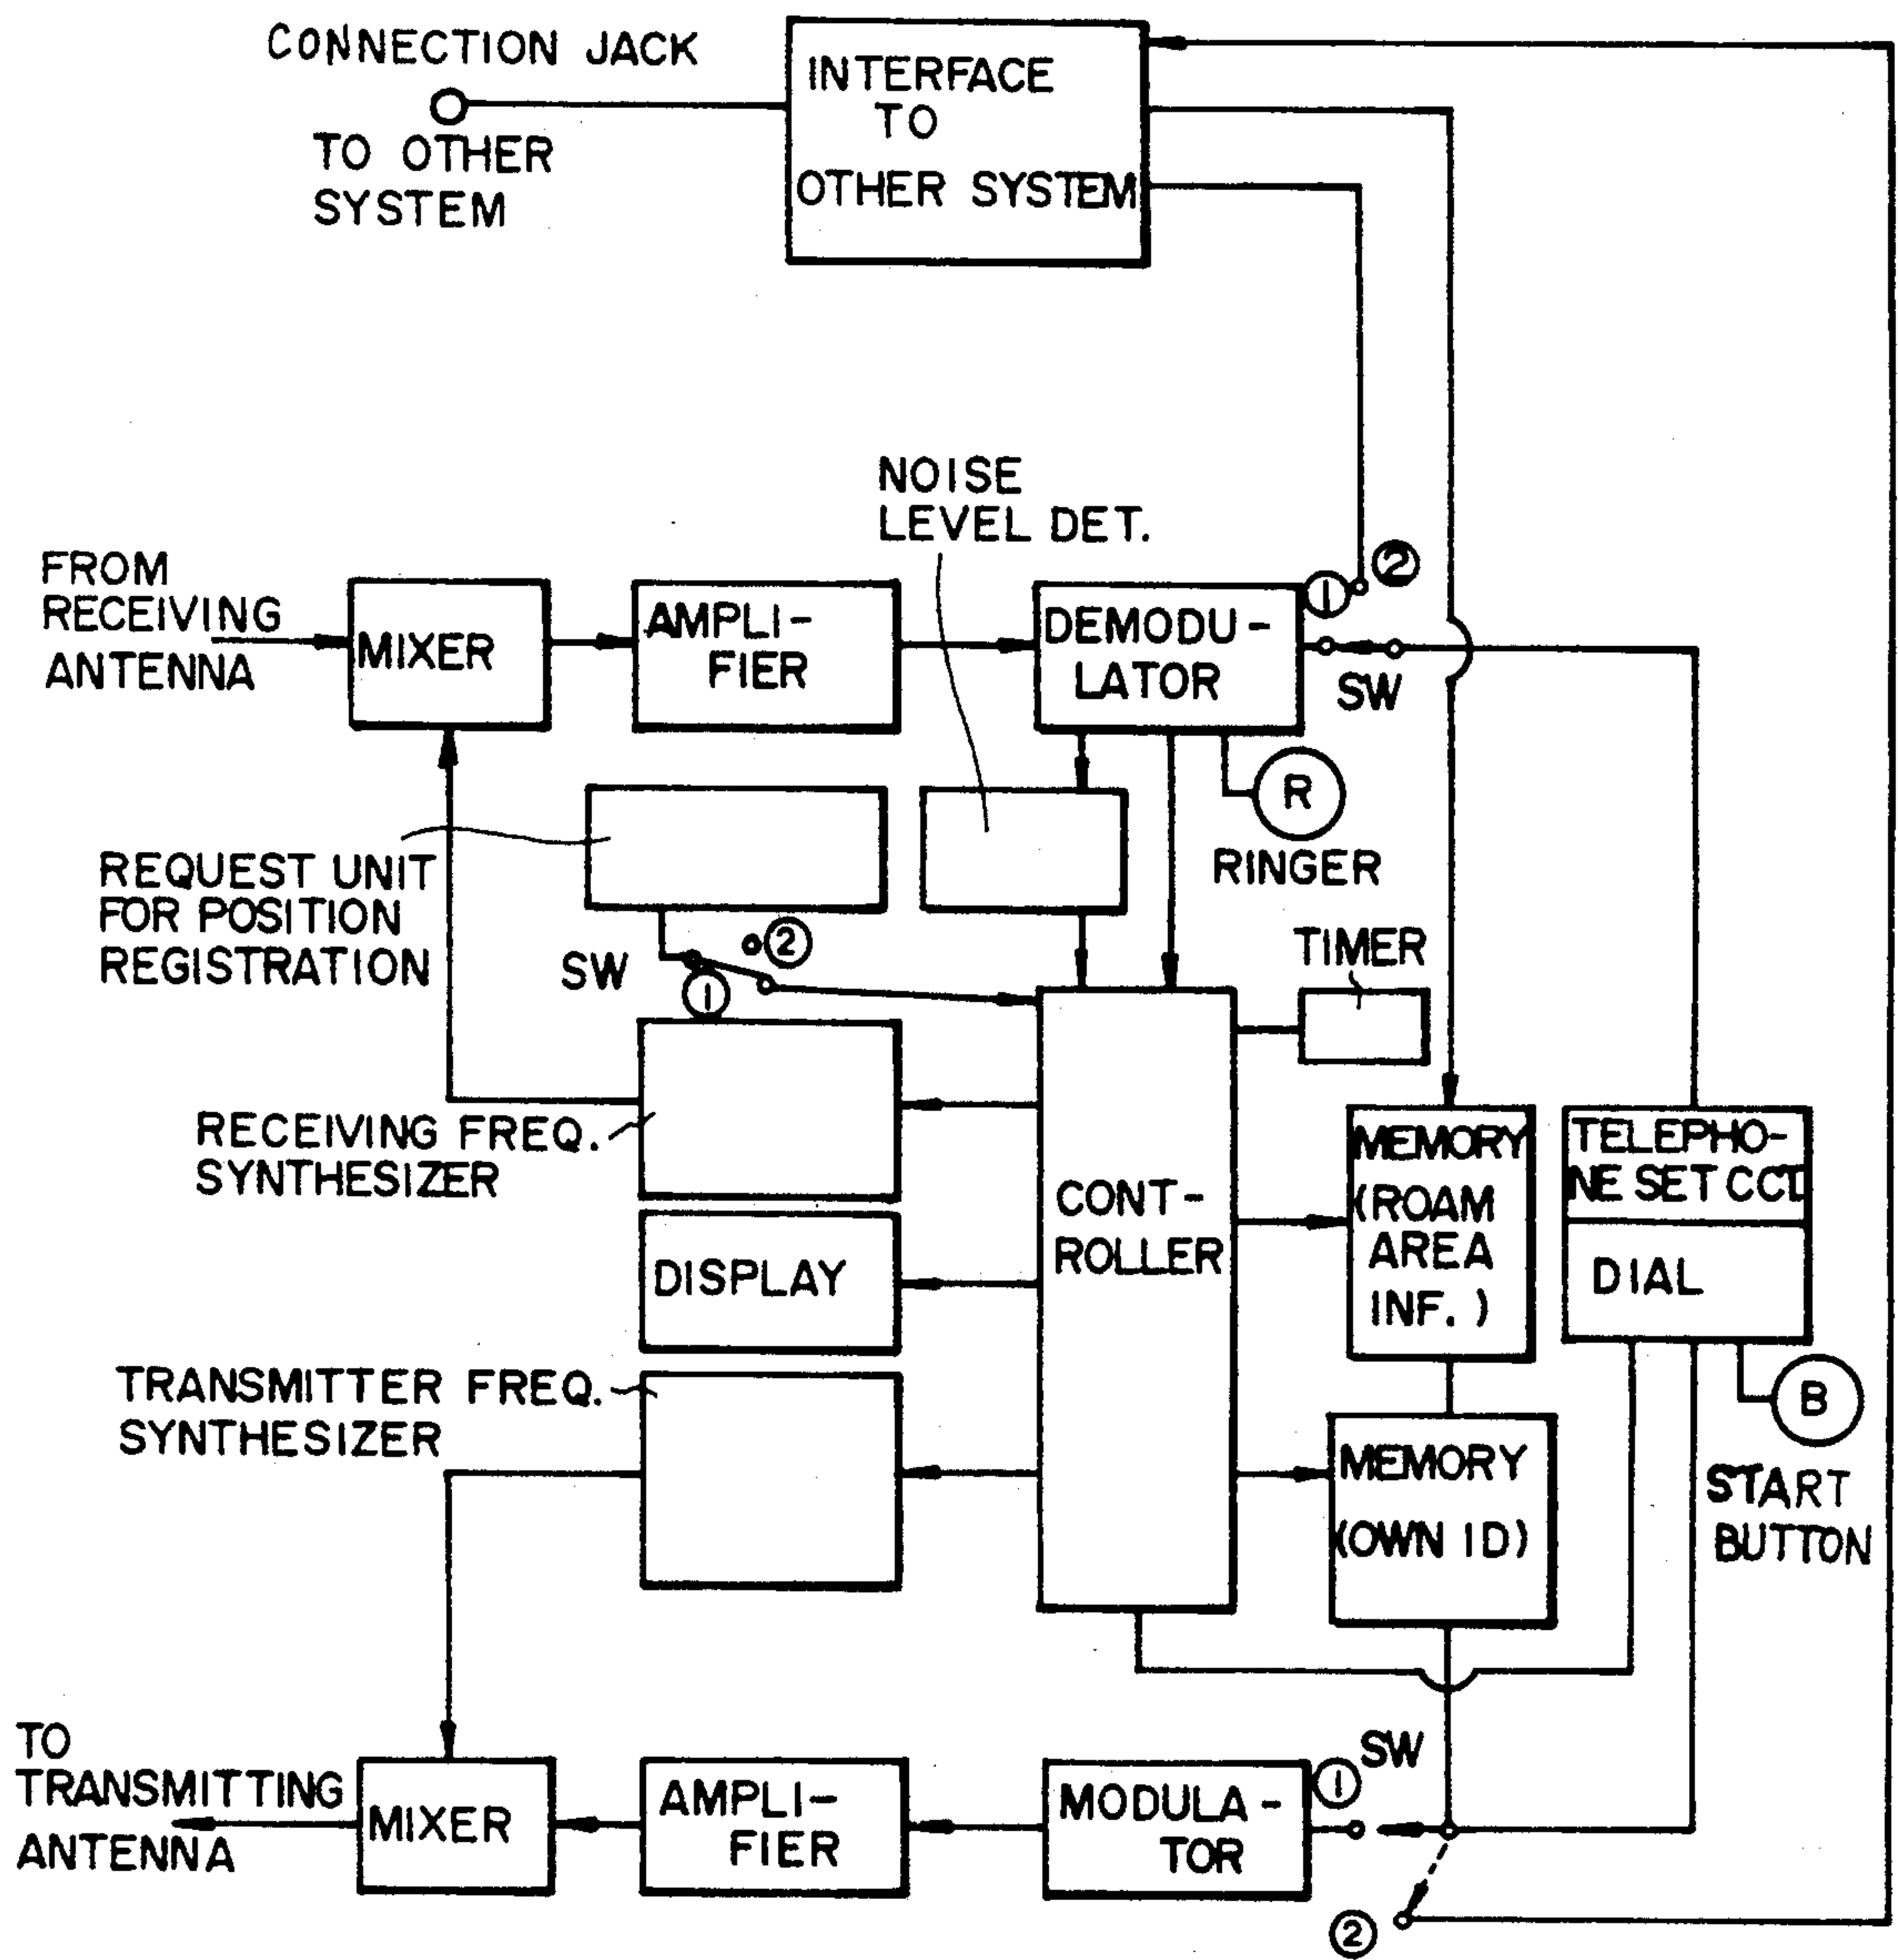 CONNECTION JACK
TO OTHER
SYSTEM
INTERFACE
TO
OTHER SYSTEM
NOISE
LEVEL DET.
FROM
RECEIVING
ANTENNA
MIXER
AMPLI-
FIER
DEMODU-
LATOR
①
②
SW
R
RINGER
REQUEST UNIT
FOR POSITION
REGISTRATION
SW
②
①
TIMER
RECEIVING FREQ.
SYNTHESIZER
DISPLAY
TRANSMITTER FREQ.
SYNTHESIZER
CONT-
ROLLER
MEMORY
(ROAM
AREA
INF.)
TELEPHO-
NE SET CCT
DIAL
B
START
BUTTON
MEMORY
(OWN ID)
TO
TRANSMITTING
ANTENNA
MIXER
AMPLI-
FIER
MODULA-
TOR
①
SW
②